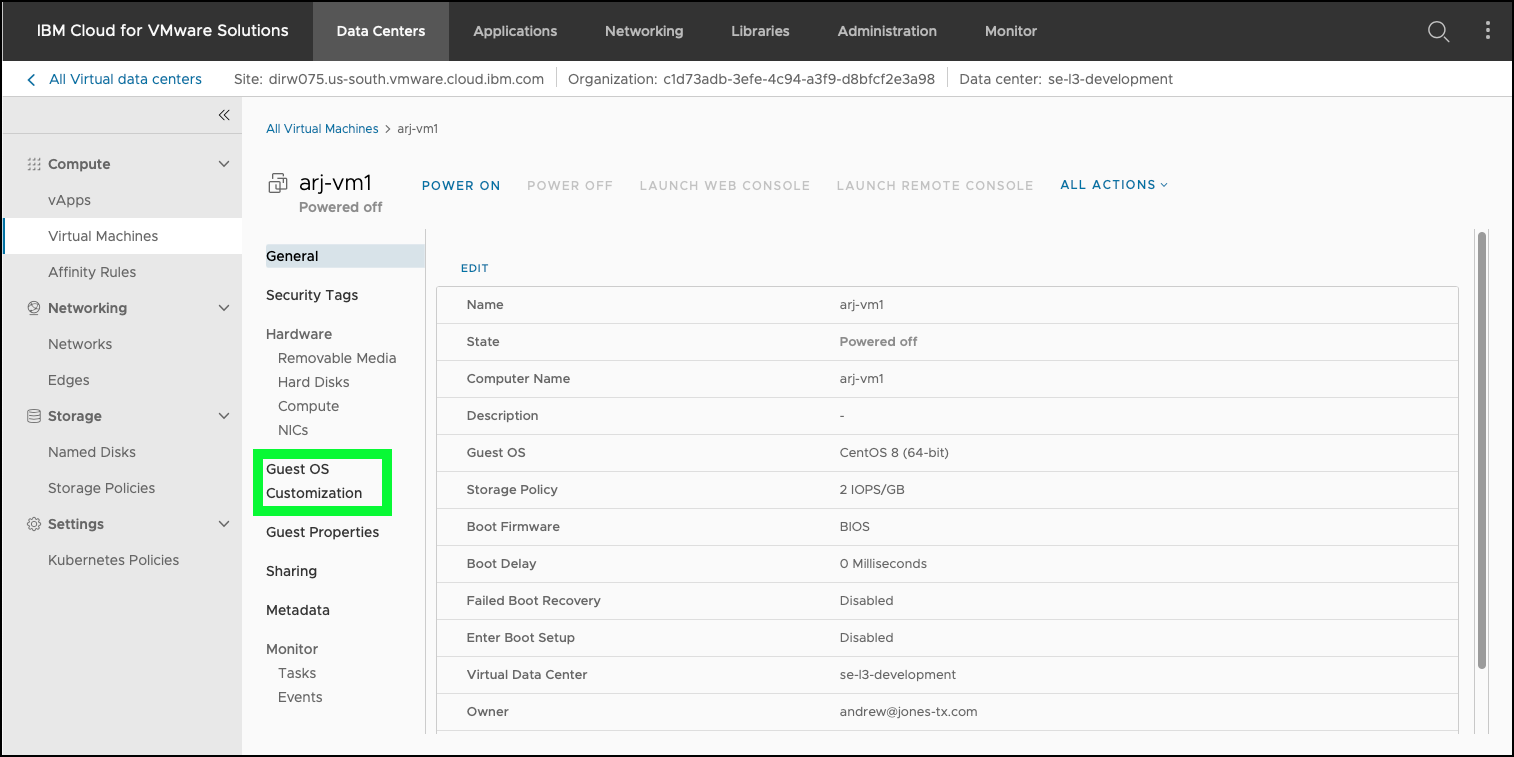 IBM Cloud for VMware Solutions Data Centers Applications Networking Libraries Administration Monitor
All Virtual data centers Site: dirw075.us-south.vmware.cloud.ibm.com Organization: c1d73adb-3efe-4c94-a3f9-d8bfcf2e3a98 Data center: se-l3-development
Compute
vApps
Virtual Machines
Affinity Rules
Networking
Networks
Edges
Storage
Named Disks
Storage Policies
Settings
Kubernetes Policies
All Virtual Machines > arj-vm1
arj-vm1 POWER ON POWER OFF LAUNCH WEB CONSOLE LAUNCH REMOTE CONSOLE ALL ACTIONS
Powered off
General
Security Tags
Hardware
Removable Media
Hard Disks
Compute
NICs
Guest OS
Customization
Guest Properties
Sharing
Metadata
Monitor
Tasks
Events
EDIT
Name arj-vm1
State Powered off
Computer Name arj-vm1
Description -
Guest OS CentOS 8 (64-bit)
Storage Policy 2 IOPS/GB
Boot Firmware BIOS
Boot Delay 0 Milliseconds
Failed Boot Recovery Disabled
Enter Boot Setup Disabled
Virtual Data Center se-l3-development
Owner andrew@jones-tx.com